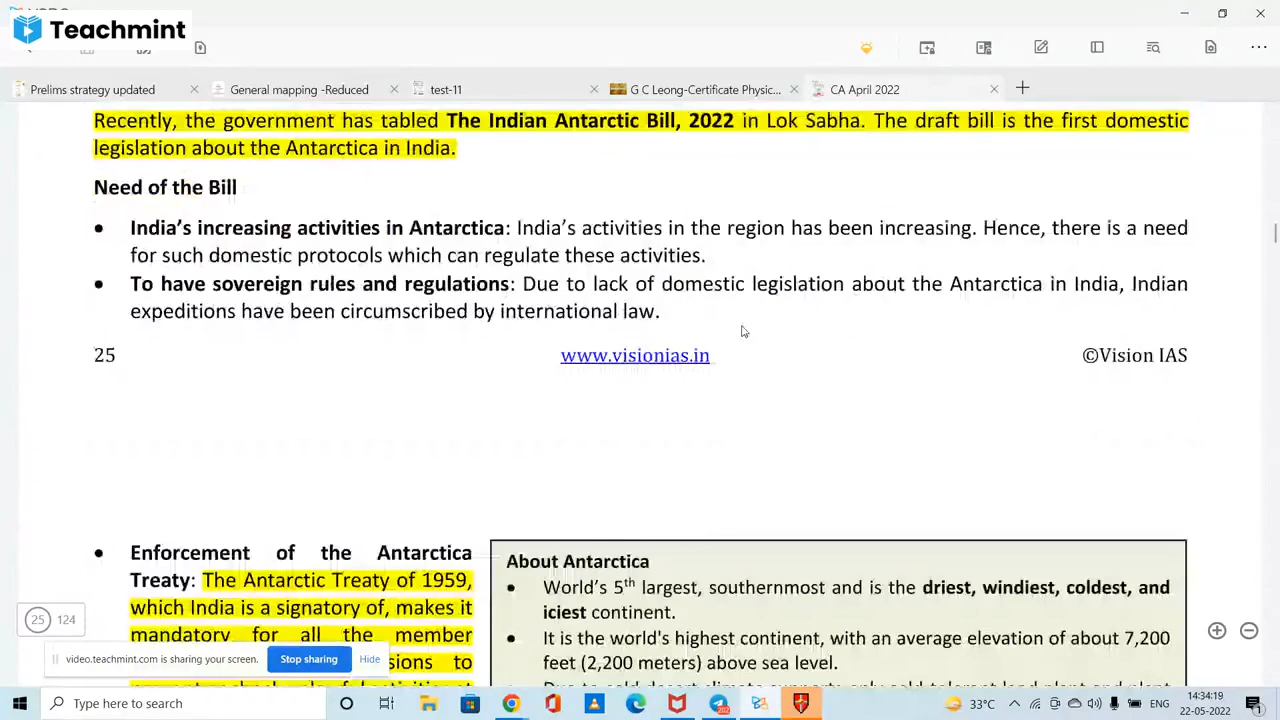 Teachmint
Prelims strategy updated
General mapping -Reduced
test-11
G C Leong-Certificate Physic...
CA April 2022
Recently, the government has tabled The Indian Antarctic Bill, 2022 in Lok Sabha. The draft bill is the first domestic
legislation about the Antarctica in India.
Need of the Bill
• India's increasing activities in Antarctica: India's activities in the region has been increasing. Hence, there is a need
for such domestic protocols which can regulate these activities.
• To have sovereign rules and regulations: Due to lack of domestic legislation about the Antarctica in India, Indian
expeditions have been circumscribed by international law.
25 www.visionias.in ©Vision IAS
• Enforcement of the Antarctica
Treaty: The Antarctic Treaty of 1959,
which India is a signatory of, makes it
mandatory for all the member
to
About Antarctica
• World's 5th largest, southernmost and is the driest, windiest, coldest, and
iciest continent.
• It is the world's highest continent, with an average elevation of about 7,200
feet (2,200 meters) above sea level.
25 124
video.teachmint.com is sharing your screen.
Stop sharing
Hide
Type here to search
33°C
ENG
14:34:19
22-05-2022